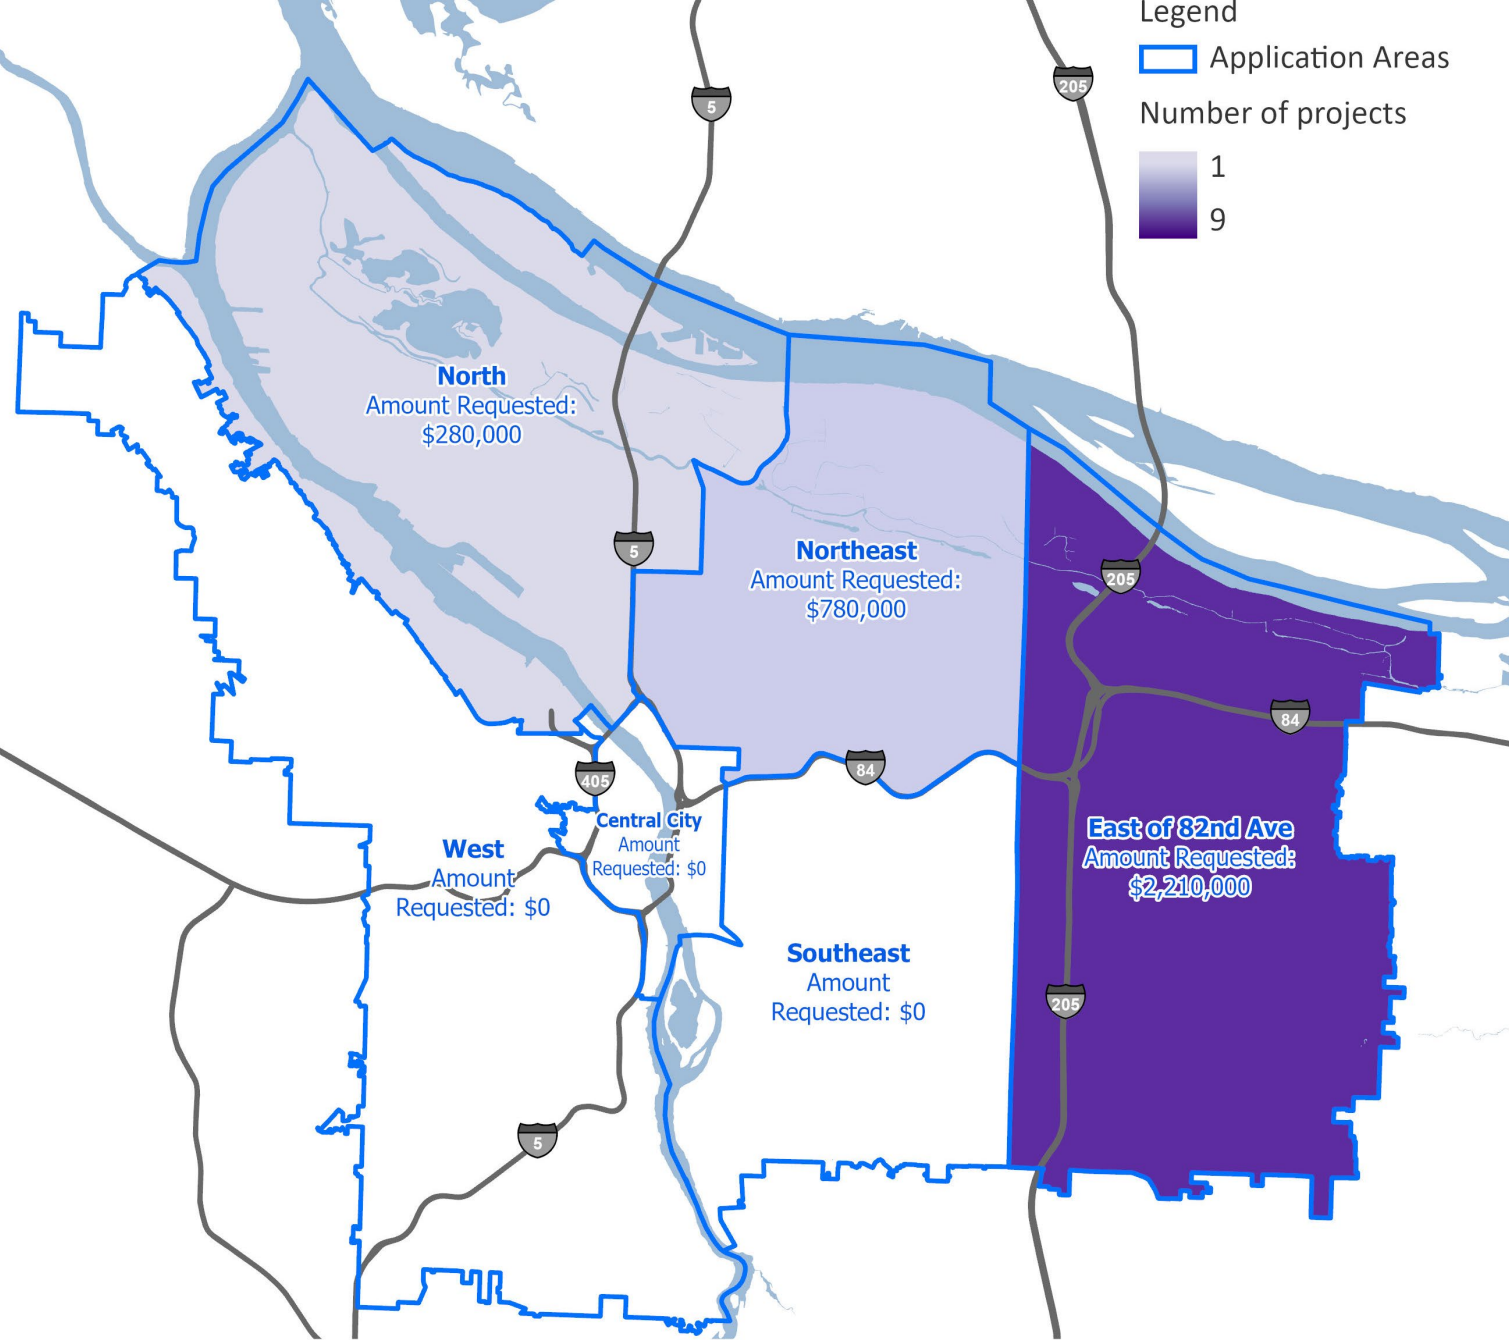 Legend
Application Areas
Number of projects
1
9
5
205
North
Amount Requested:
$280,000
5
Northeast
Amount Requested:
$780,000
205
84
84
405
Central City
Amount
Requested: $0
West
Amount
Requested: $0
East of 82nd Ave
Amount Requested:
$2,210,000
Southeast
Amount
Requested: $0
205
5